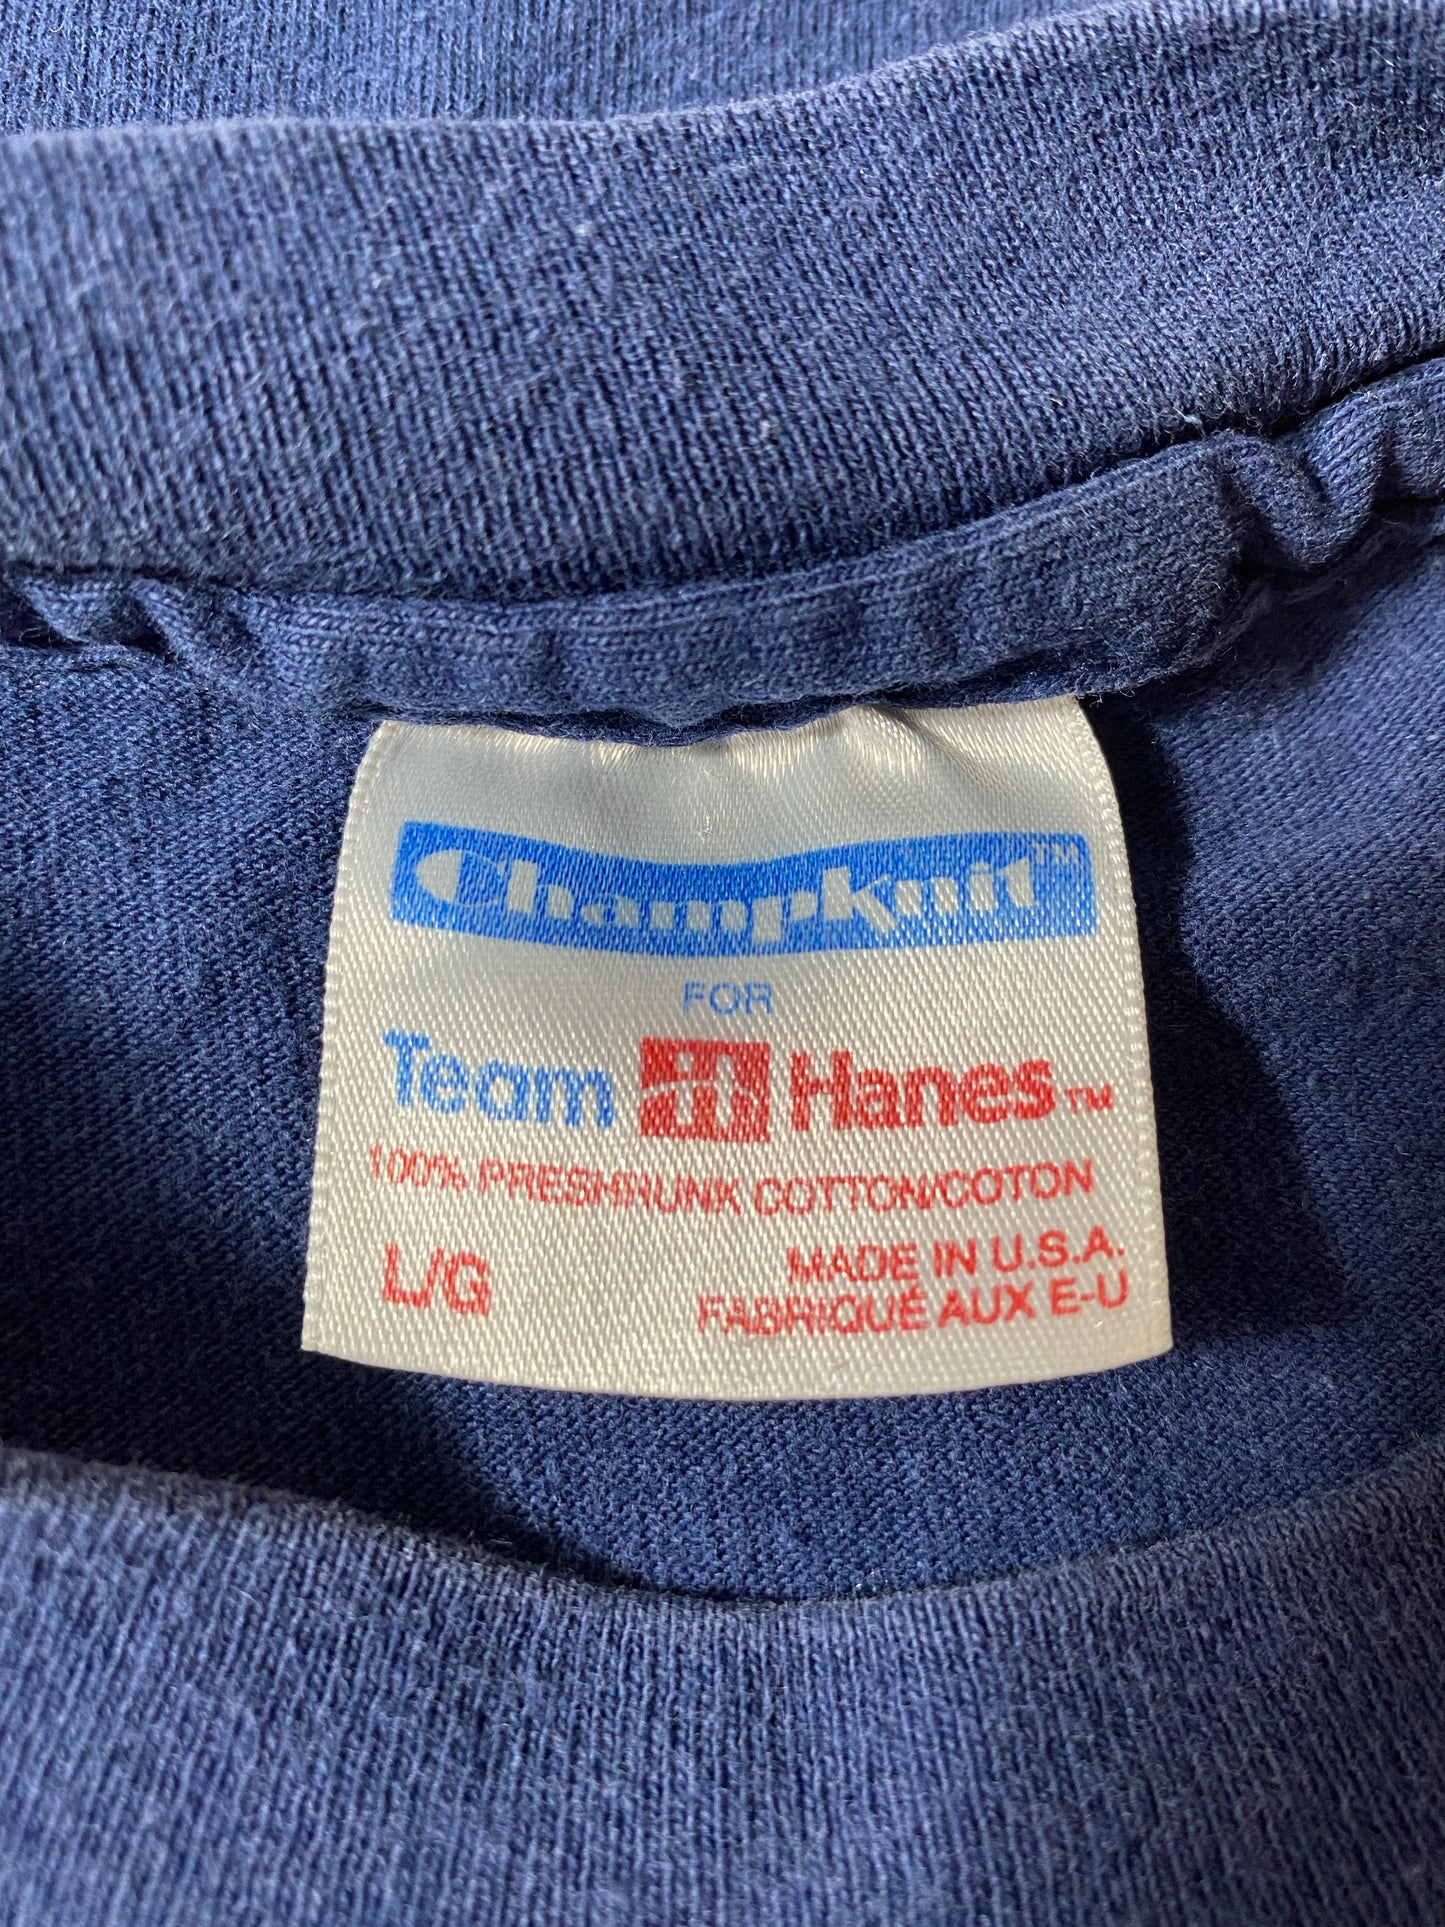 Champknit™
FOR
Team Hanes™
100% PRESHRUNK COTTON/COTON
L/G
MADE IN U.S.A.
FABRIQUÉ AUX E-U